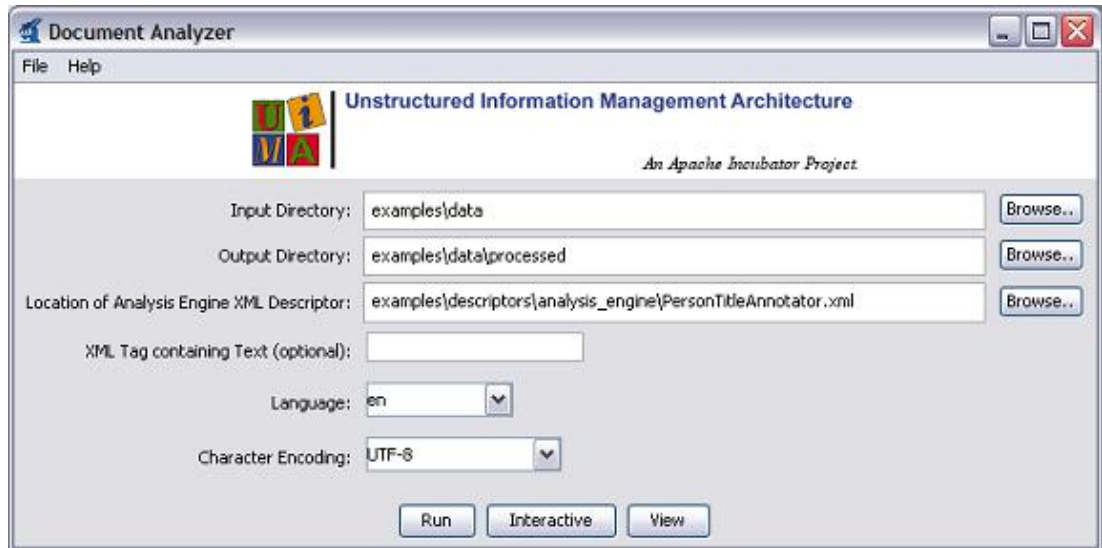 Document Analyzer
File Help
UIMA
Unstructured Information Management Architecture
An Apache Incubator Project
Input Directory: examples\data Browse..
Output Directory: examples\data\processed Browse..
Location of Analysis Engine XML Descriptor: examples\descriptors\analysis_engine\PersonTitleAnnotator.xml Browse..
XML Tag containing Text (optional):
Language: en
Character Encoding: UTF-8
Run Interactive View